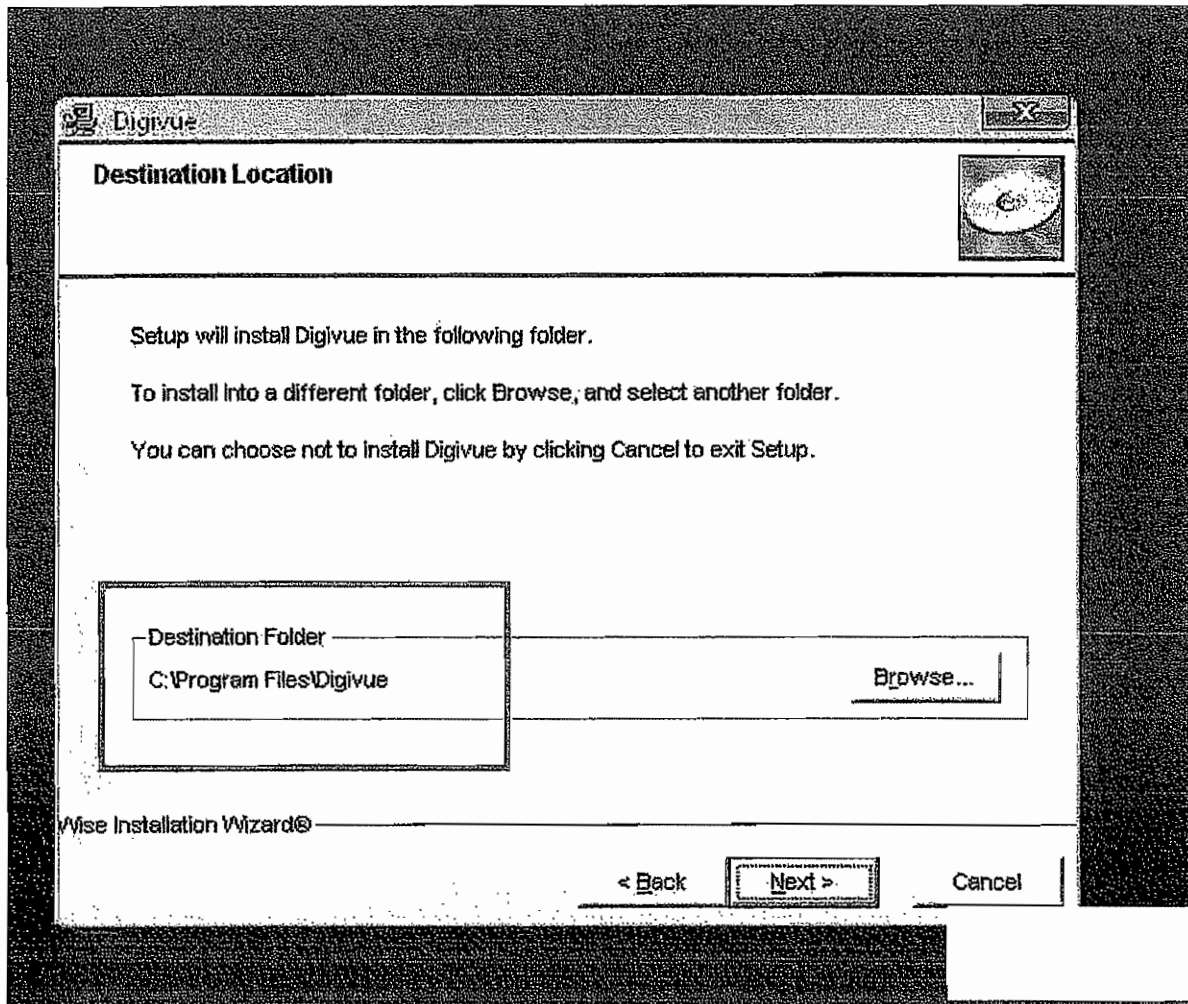 Digivue
Destination Location
Setup will install Digivue in the following folder.
To install into a different folder, click Browse, and select another folder.
You can choose not to install Digivue by clicking Cancel to exit Setup.
Destination Folder
C:\Program Files\Digivue
Browse...
Wise Installation Wizard®
< Back Next > Cancel